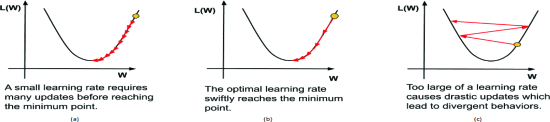 L(W)
W
A small learning rate requires
many updates before reaching
the minimum point.
(a)
L(W)
W
The optimal learning rate
swiftly reaches the minimum
point.
(b)
L(W)
W
Too large of a learning rate
causes drastic updates which
lead to divergent behaviors.
(c)